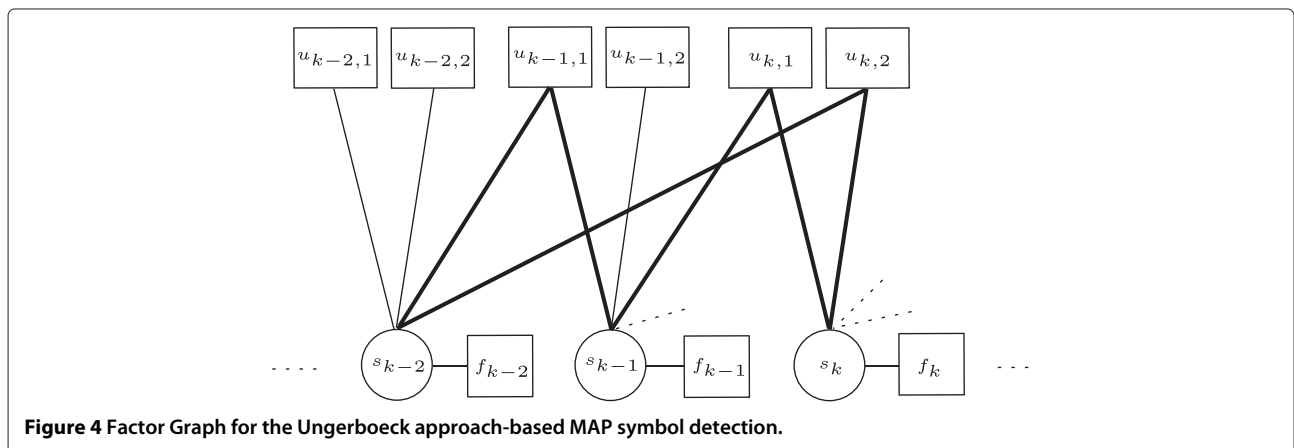 u_{k−2,1} u_{k−2,2} u_{k−1,1} u_{k−1,2} u_{k,1} u_{k,2}
s_{k−2} f_{k−2} s_{k−1} f_{k−1} s_k f_k
Figure 4 Factor Graph for the Ungerboeck approach-based MAP symbol detection.